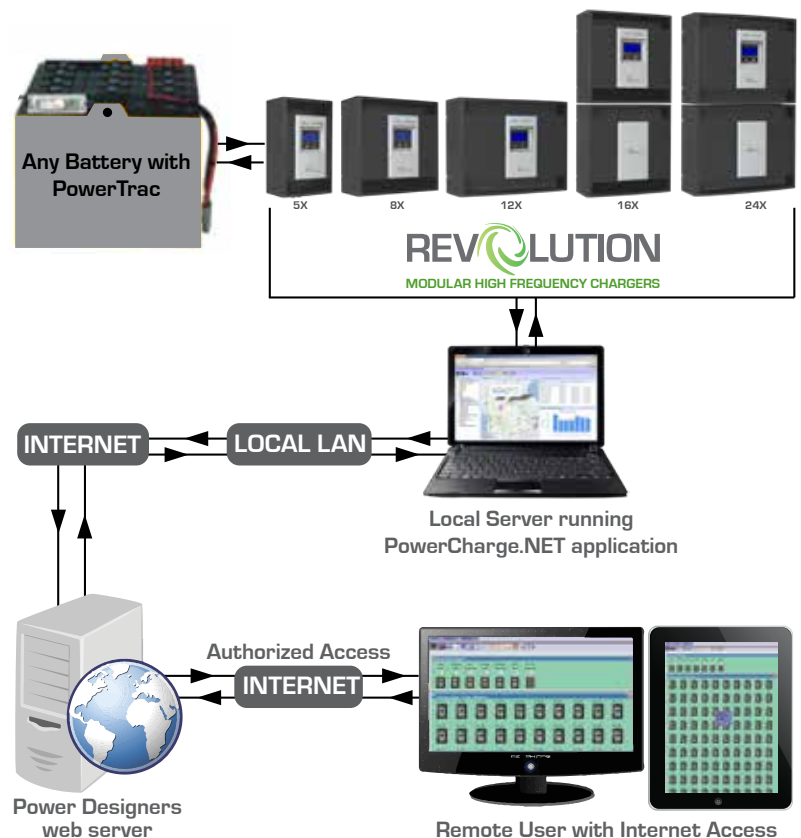 Any Battery with
PowerTrac
5X
8X
12X
16X
24X
REVOLUTION
MODULAR HIGH FREQUENCY CHARGERS
INTERNET
LOCAL LAN
Local Server running
PowerCharge.NET application
Authorized Access
INTERNET
Power Designers
web server
Remote User with Internet Access